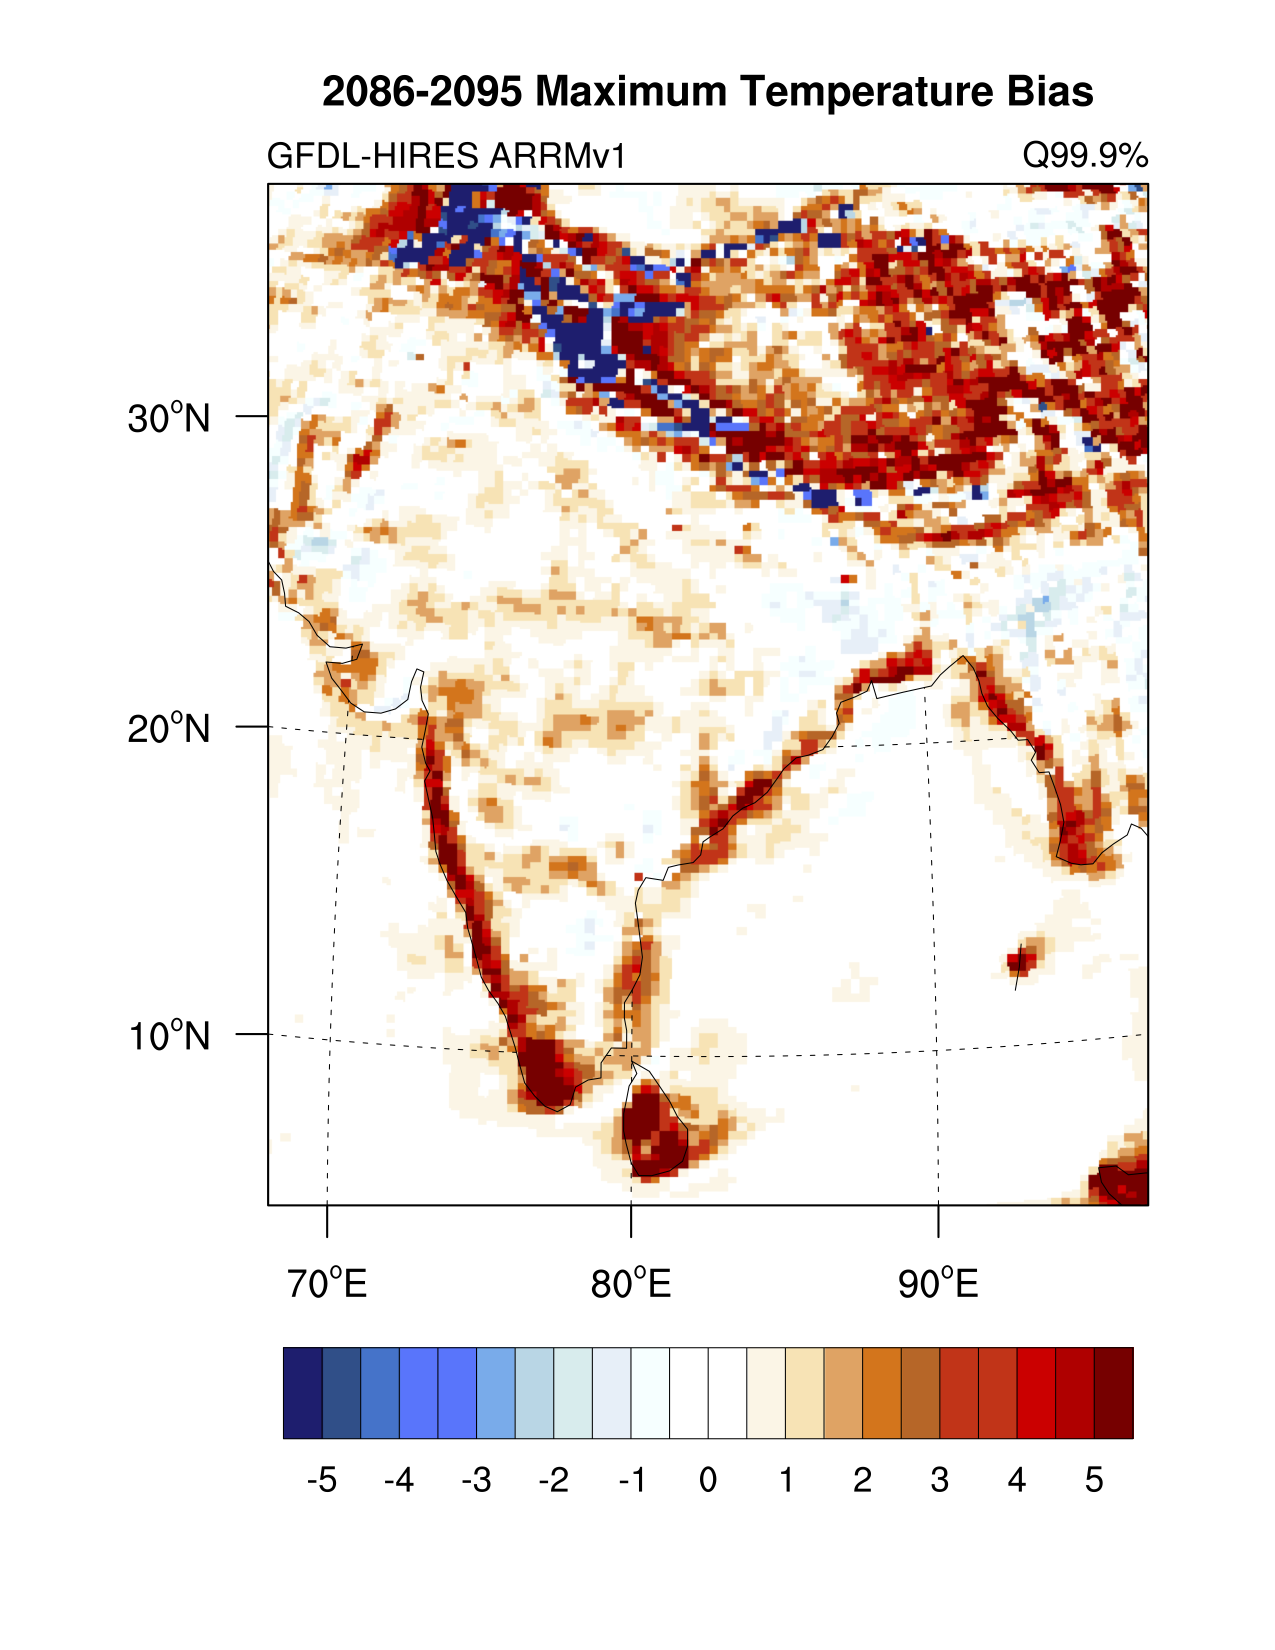 2086-2095 Maximum Temperature Bias
GFDL-HIRES ARRMv1 Q99.9%
30°N
20°N
10°N
70°E 80°E 90°E
-5 -4 -3 -2 -1 0 1 2 3 4 5